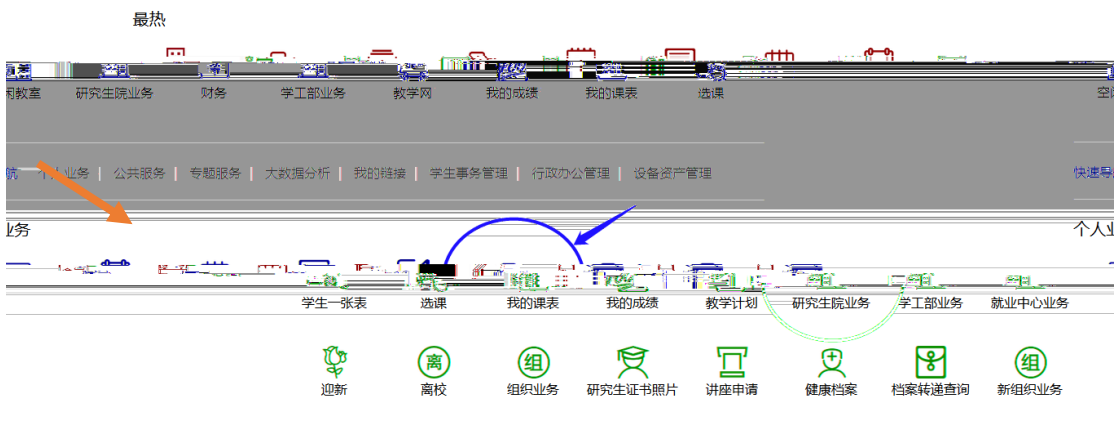 最热
闲教室 研究生院业务 财务 学工部业务 教学网 我的成绩 我的课表 选课 空闲
航 个人业务 | 公共服务 | 专题服务 | 大数据分析 | 我的链接 | 学生事务管理 | 行政办公管理 | 设备资产管理 快速导
业务 个人业
学生一张表 选课 我的课表 我的成绩 教学计划 研究生院业务 学工部业务 就业中心业务
离 组 组
迎新 离校 组织业务 研究生证书照片 讲座申请 健康档案 档案转递查询 新组织业务